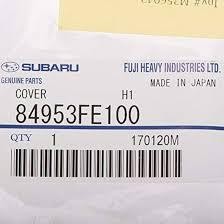 SUBARU
GENUINE PARTS
FUJI HEAVY INDUSTRIES LTD.
COVER H1 MADE IN JAPAN
84953FE100
QTY 1 170120M